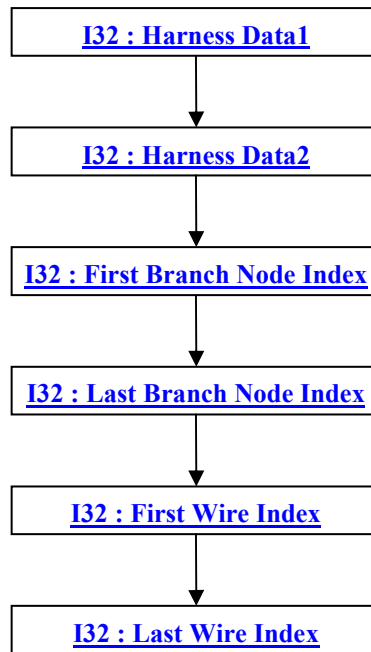 I32 : Harness Data1
I32 : Harness Data2
I32 : First Branch Node Index
I32 : Last Branch Node Index
I32 : First Wire Index
I32 : Last Wire Index